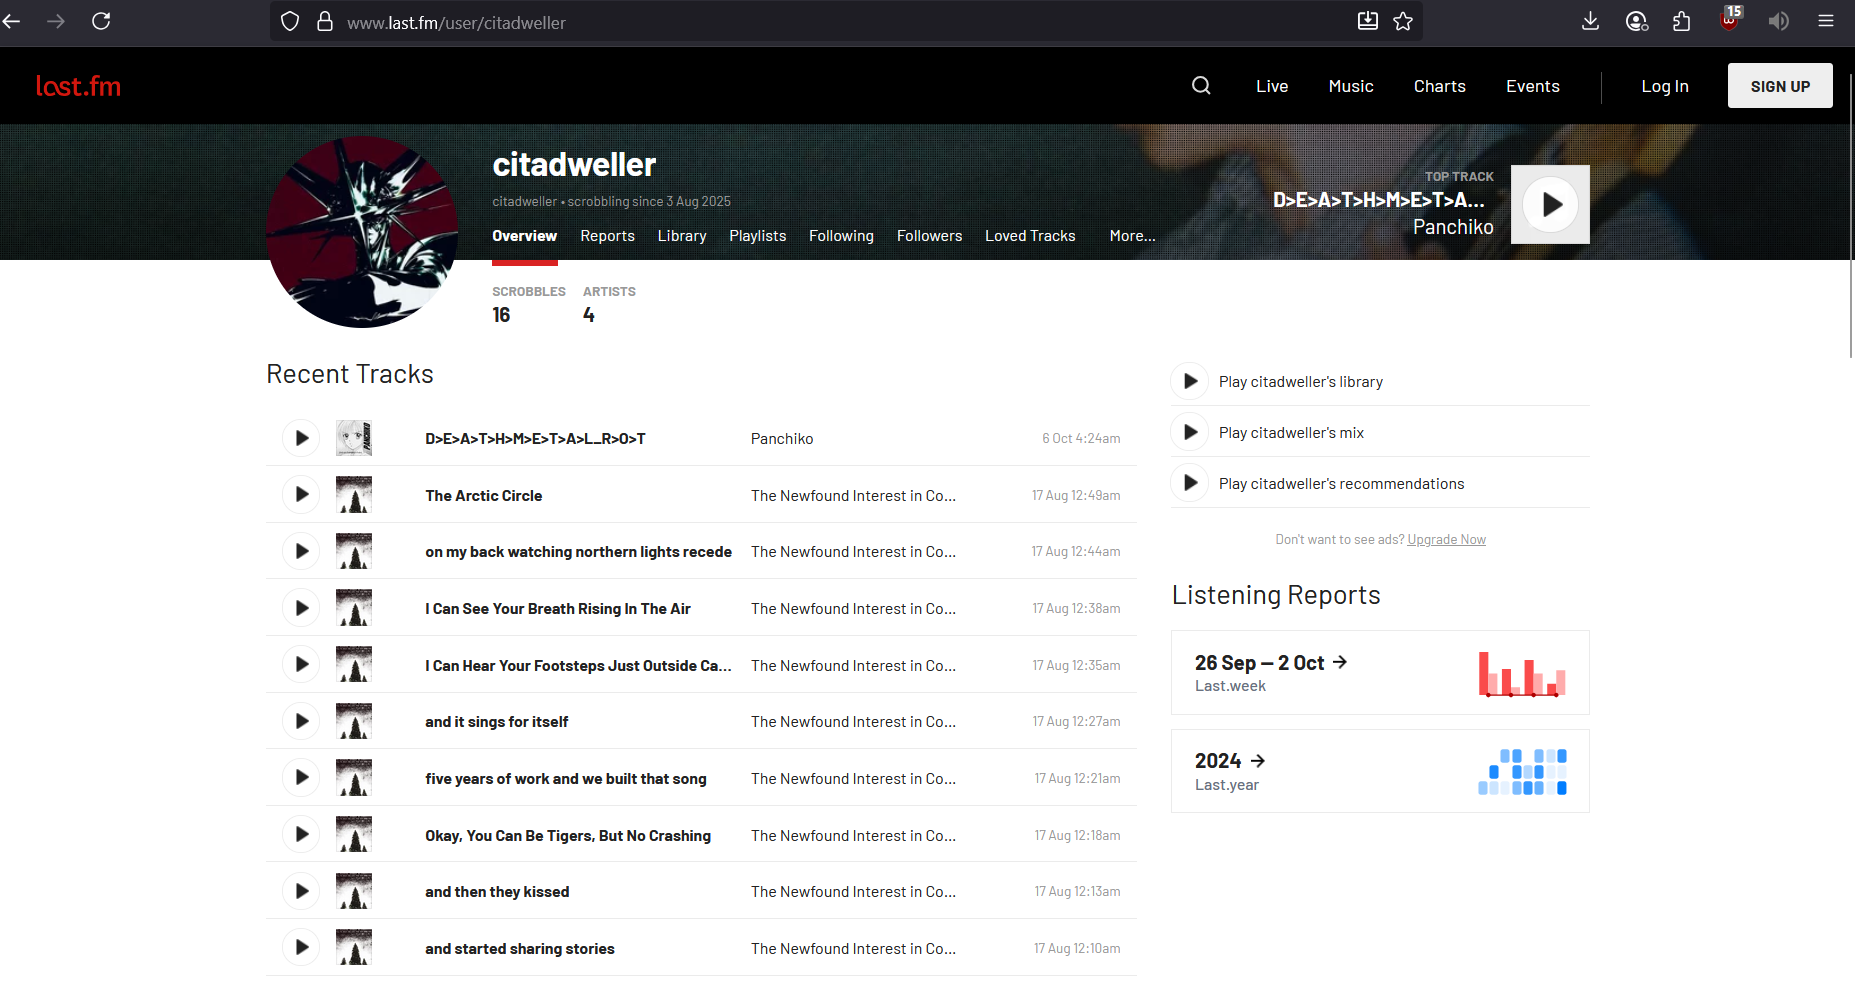 www.last.fm/user/citadweller
15
last.fm
Live
Music
Charts
Events
Log In
SIGN UP
citadweller
citadweller • scrobbling since 3 Aug 2025
Overview
Reports
Library
Playlists
Following
Followers
Loved Tracks
More...
TOP TRACK
D>E>A>T>H>M>E>T>A...
Panchiko
SCROBBLES
16
ARTISTS
4
Recent Tracks
PANCHIKO
D>E>A>T>H>M>E>T>A>L_R>O>T Panchiko 6 Oct 4:24am
The Arctic Circle The Newfound Interest in Co... 17 Aug 12:49am
on my back watching northern lights recede The Newfound Interest in Co... 17 Aug 12:44am
I Can See Your Breath Rising In The Air The Newfound Interest in Co... 17 Aug 12:38am
I Can Hear Your Footsteps Just Outside Ca... The Newfound Interest in Co... 17 Aug 12:35am
and it sings for itself The Newfound Interest in Co... 17 Aug 12:27am
five years of work and we built that song The Newfound Interest in Co... 17 Aug 12:21am
Okay, You Can Be Tigers, But No Crashing The Newfound Interest in Co... 17 Aug 12:18am
and then they kissed The Newfound Interest in Co... 17 Aug 12:13am
and started sharing stories The Newfound Interest in Co... 17 Aug 12:10am
Play citadweller's library
Play citadweller's mix
Play citadweller's recommendations
Don't want to see ads? Upgrade Now
Listening Reports
26 Sep — 2 Oct →
Last.week
2024 →
Last.year